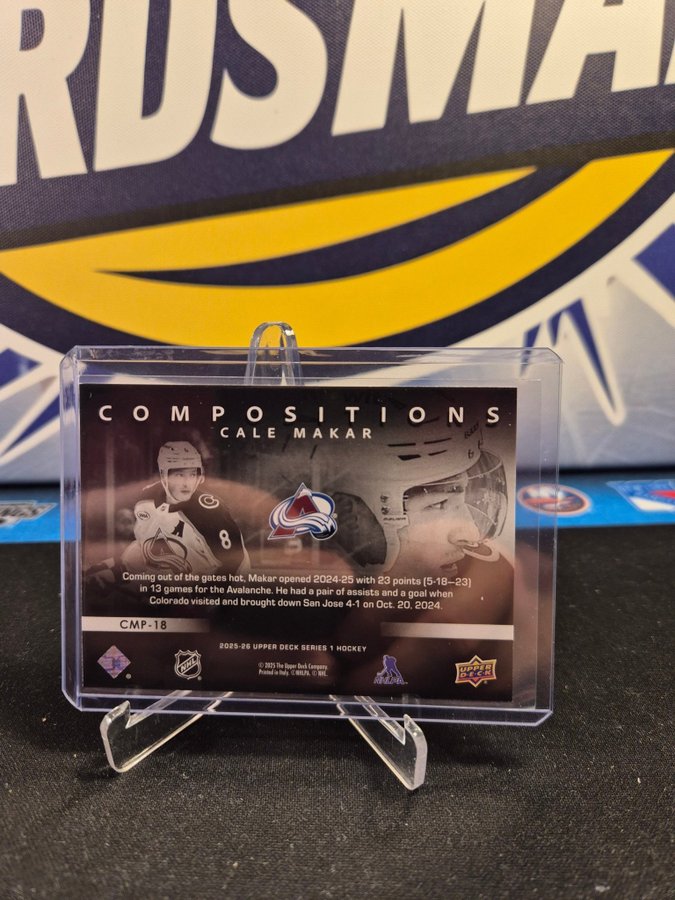 RDSMA
COMPOSITIONS
CALE MAKAR
A
8
Coming out of the gates hot, Makar opened 2024-25 with 23 points (5-18—23)
in 13 games for the Avalanche. He had a pair of assists and a goal when
Colorado visited and brought down San Jose 4-1 on Oct. 20, 2024.
CMP-18
2025-26 UPPER DECK SERIES 1 HOCKEY
© 2025 The Upper Deck Company.
Printed in Italy. ©NHLPA. © NHL.
NHL
NHLPA
UPPER
DECK